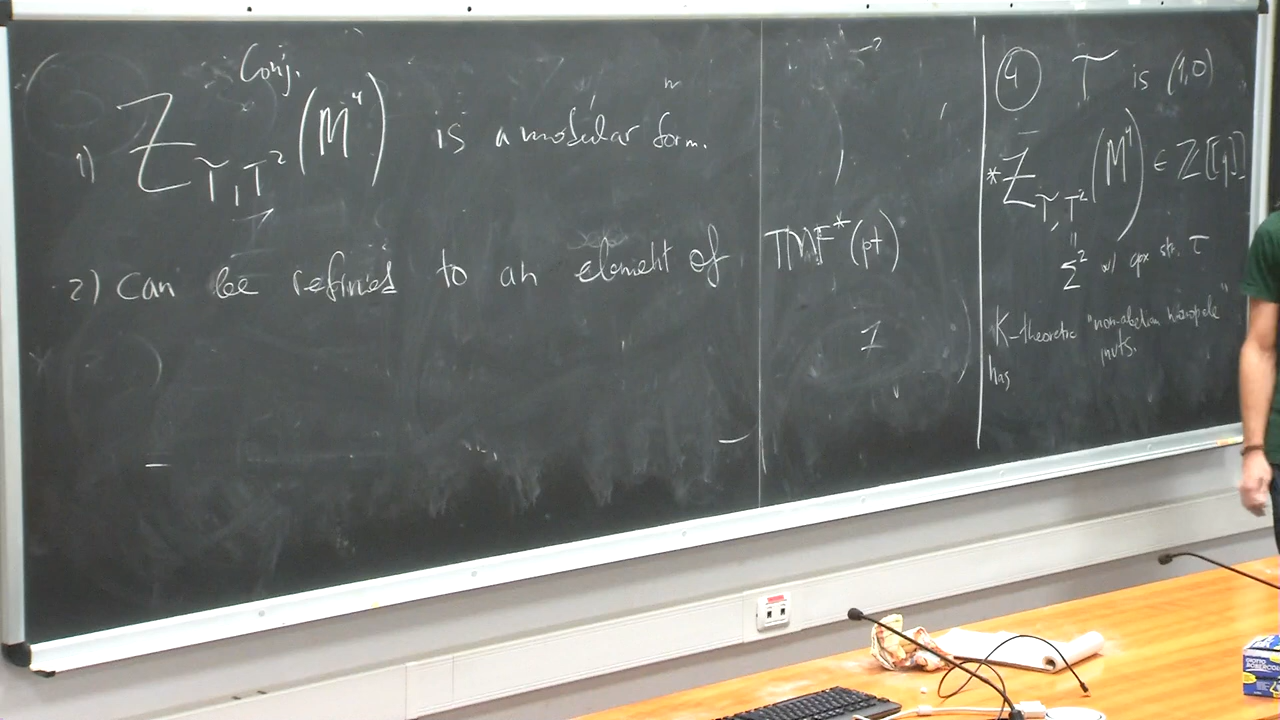 Conj.
1) Z_{T̃,T²}(M⁴) is a modular form.
2) can be refined to an element of TMF*(pt)
④ T is (1,0)
* Z_{T̃,T²}(M⁴) ∈ Z[[q]]
Σ² w/ cpx str. τ
K-theoretic "non-abelian monopole"
invts.
has